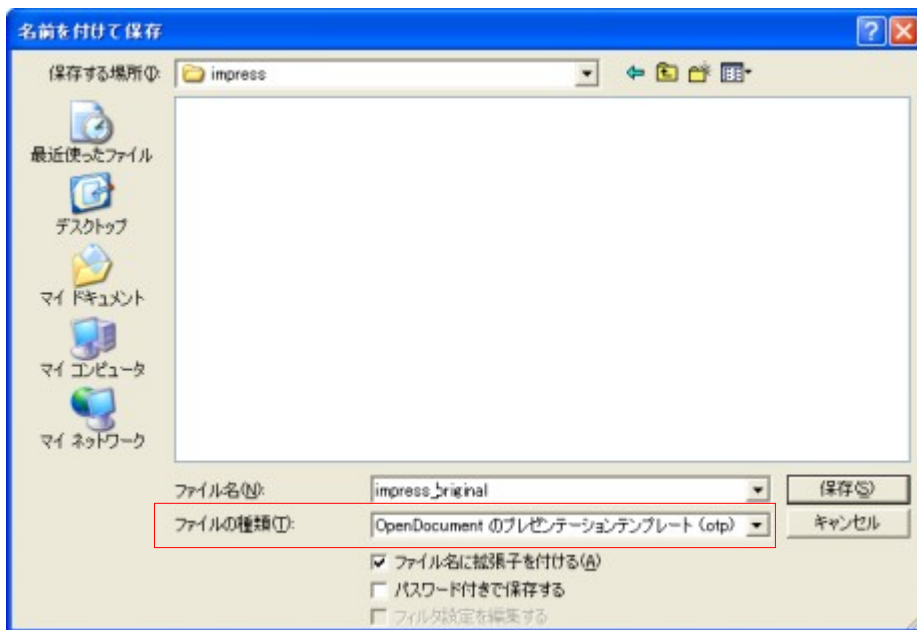 名前を付けて保存
保存する場所(I):
impress
最近使ったファイル
デスクトップ
マイ ドキュメント
マイ コンピュータ
マイ ネットワーク
ファイル名(N):
impress_original
保存(S)
ファイルの種類(T):
OpenDocument のプレゼンテーションテンプレート (otp)
キャンセル
ファイル名に拡張子を付ける(A)
パスワード付きで保存する
フィルタ設定を編集する